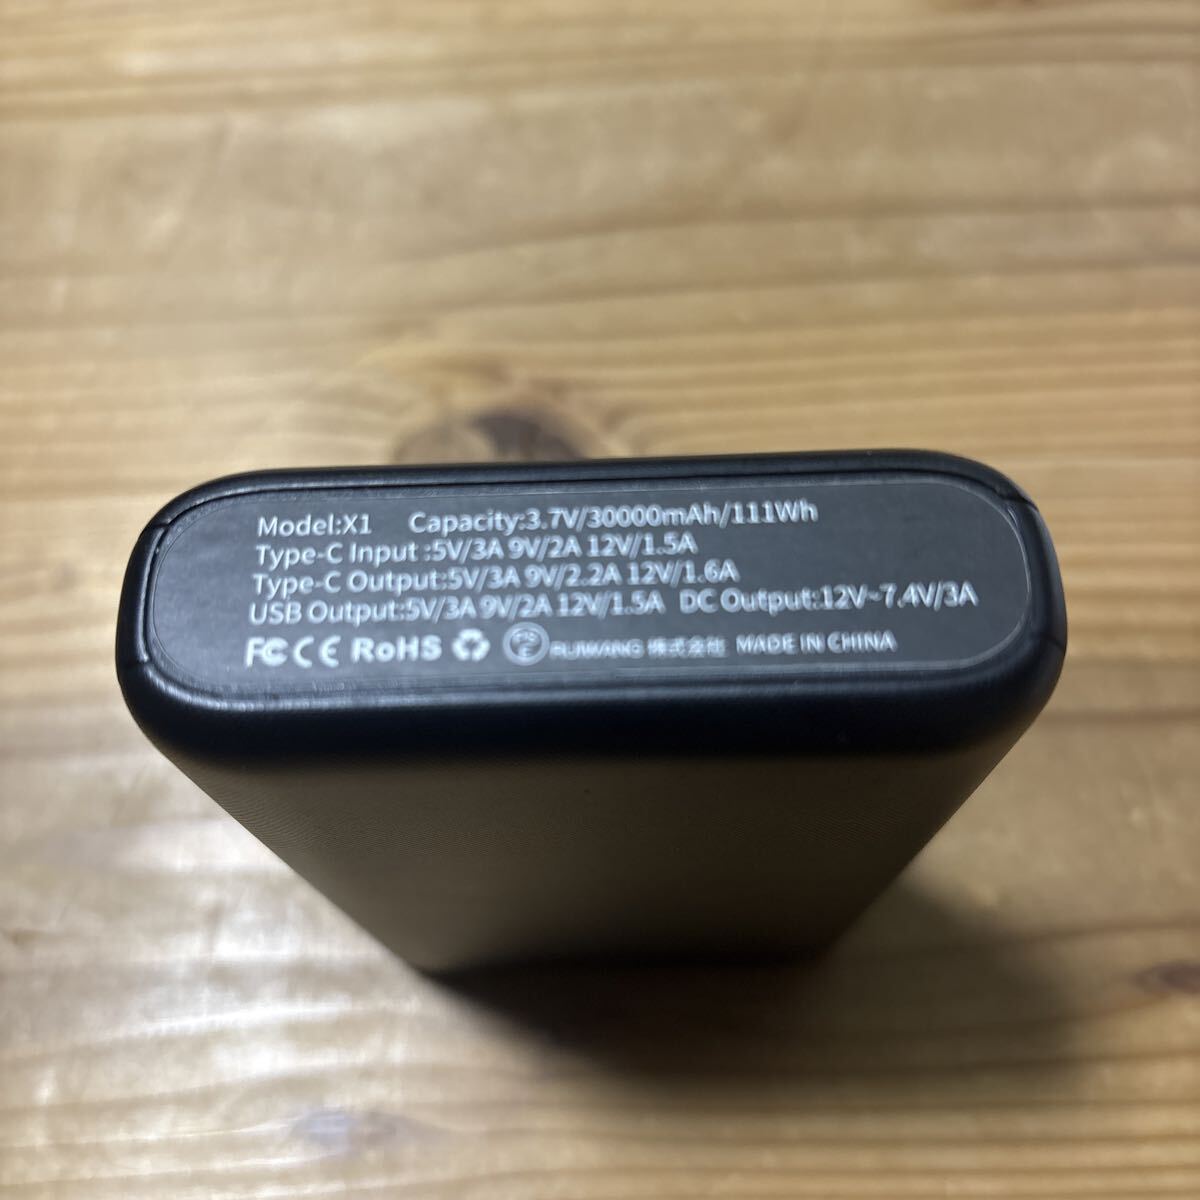 Model:X1 Capacity:3.7V/30000mAh/111Wh
Type-C Input :5V/3A 9V/2A 12V/1.5A
Type-C Output:5V/3A 9V/2.2A 12V/1.6A
USB Output:5V/3A 9V/2A 12V/1.5A DC Output:12V~7.4V/3A
FC CE RoHS PSE RUIWANG 株式会社 MADE IN CHINA